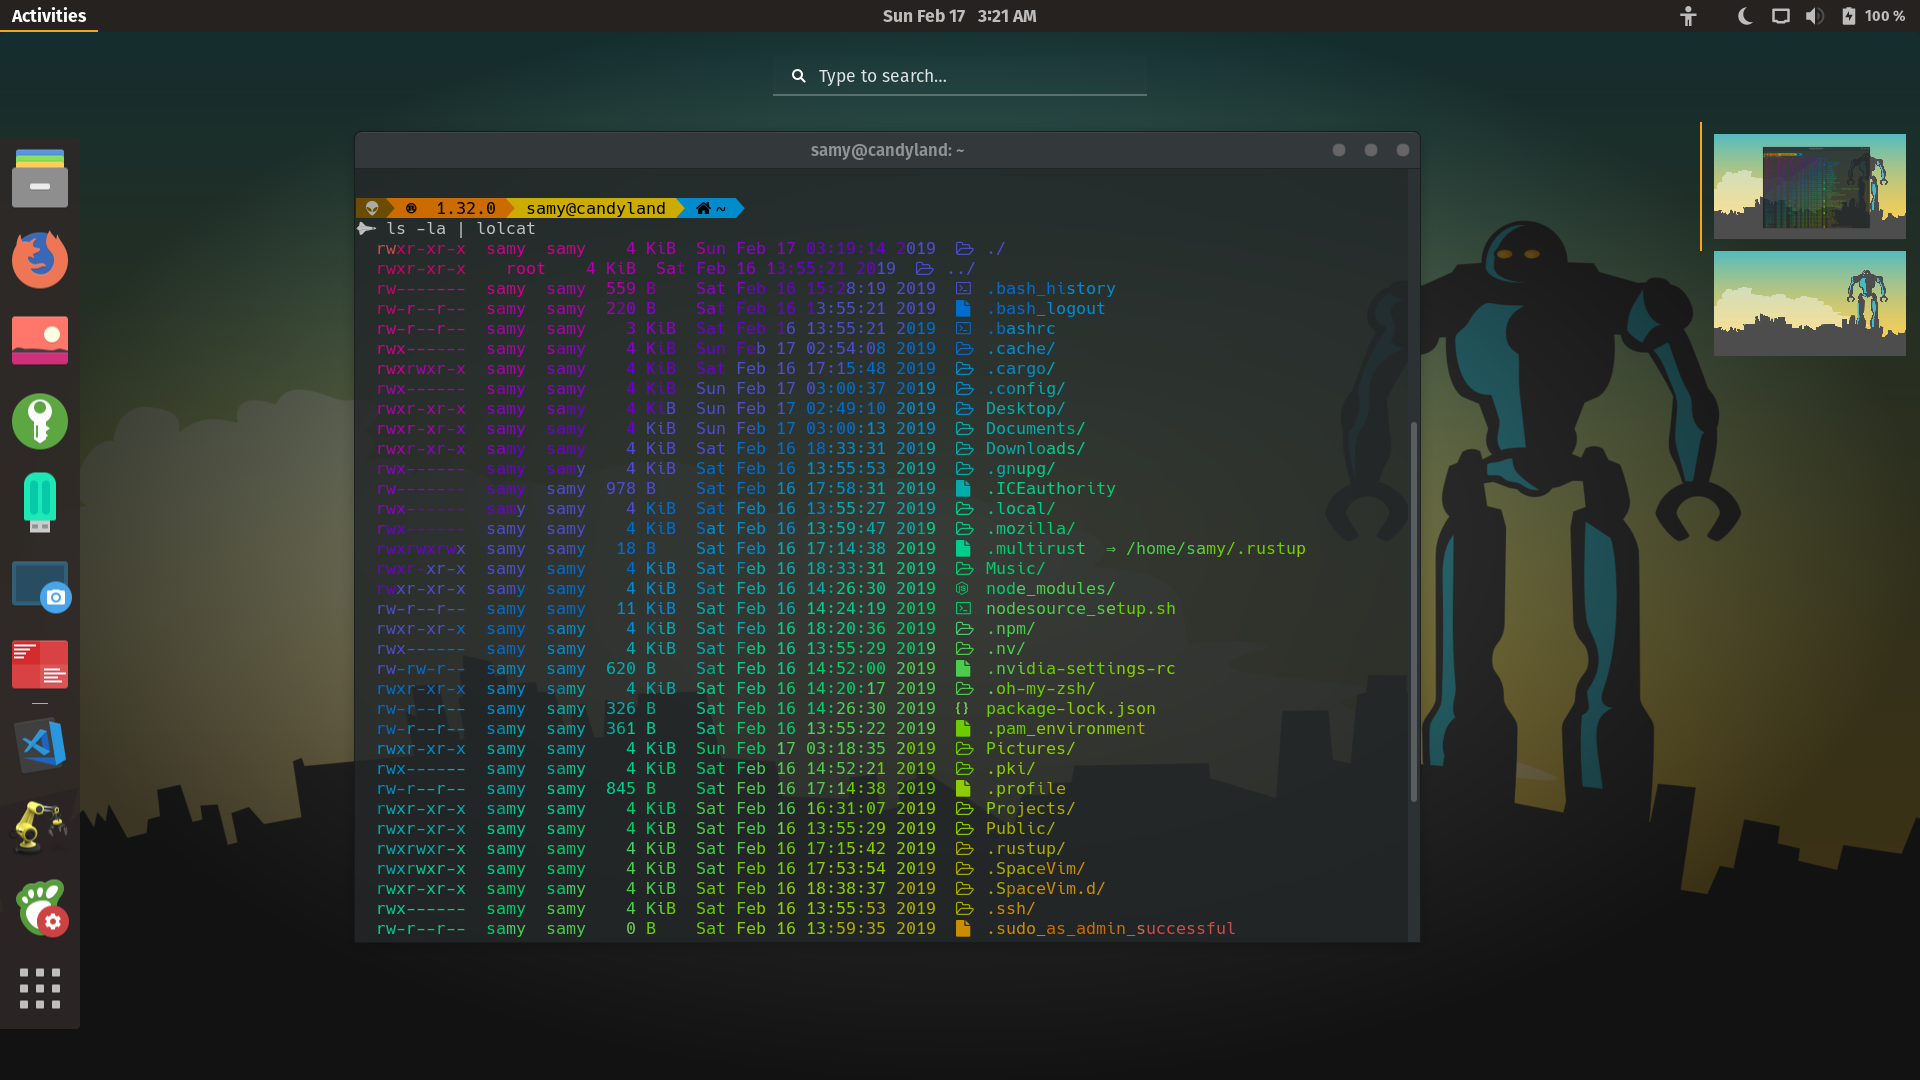 Activities
Sun Feb 17 3:21 AM
100 %
Type to search...
samy@candyland: ~
1.32.0 samy@candyland ~
ls -la | lolcat
rwxr-xr-x samy samy 4 KiB Sun Feb 17 03:19:14 2019 ./
rwxr-xr-x root 4 KiB Sat Feb 16 13:55:21 2019 ../
rw------- samy samy 559 B Sat Feb 16 15:28:19 2019 .bash_history
rw-r--r-- samy samy 220 B Sat Feb 16 13:55:21 2019 .bash_logout
rw-r--r-- samy samy 3 KiB Sat Feb 16 13:55:21 2019 .bashrc
rwx------ samy samy 4 KiB Sun Feb 17 02:54:08 2019 .cache/
rwxrwxr-x samy samy 4 KiB Sat Feb 16 17:15:48 2019 .cargo/
rwx------ samy samy 4 KiB Sun Feb 17 03:00:37 2019 .config/
rwxr-xr-x samy samy 4 KiB Sun Feb 17 02:49:10 2019 Desktop/
rwxr-xr-x samy samy 4 KiB Sun Feb 17 03:00:13 2019 Documents/
rwxr-xr-x samy samy 4 KiB Sat Feb 16 18:33:31 2019 Downloads/
rwx------ samy samy 4 KiB Sat Feb 16 13:55:53 2019 .gnupg/
rw------- samy samy 978 B Sat Feb 16 17:58:31 2019 .ICEauthority
rwx------ samy samy 4 KiB Sat Feb 16 13:55:27 2019 .local/
rwx------ samy samy 4 KiB Sat Feb 16 13:59:47 2019 .mozilla/
rwxrwxrwx samy samy 18 B Sat Feb 16 17:14:38 2019 .multirust ⇒ /home/samy/.rustup
rwxr-xr-x samy samy 4 KiB Sat Feb 16 18:33:31 2019 Music/
rwxr-xr-x samy samy 4 KiB Sat Feb 16 14:26:30 2019 node_modules/
rw-r--r-- samy samy 11 KiB Sat Feb 16 14:24:19 2019 nodesource_setup.sh
rwxr-xr-x samy samy 4 KiB Sat Feb 16 18:20:36 2019 .npm/
rwx------ samy samy 4 KiB Sat Feb 16 13:55:29 2019 .nv/
rw-rw-r-- samy samy 620 B Sat Feb 16 14:52:00 2019 .nvidia-settings-rc
rwxr-xr-x samy samy 4 KiB Sat Feb 16 14:20:17 2019 .oh-my-zsh/
rw-r--r-- samy samy 326 B Sat Feb 16 14:26:30 2019 {} package-lock.json
rw-r--r-- samy samy 361 B Sat Feb 16 13:55:22 2019 .pam_environment
rwxr-xr-x samy samy 4 KiB Sun Feb 17 03:18:35 2019 Pictures/
rwx------ samy samy 4 KiB Sat Feb 16 14:52:21 2019 .pki/
rw-r--r-- samy samy 845 B Sat Feb 16 17:14:38 2019 .profile
rwxr-xr-x samy samy 4 KiB Sat Feb 16 16:31:07 2019 Projects/
rwxr-xr-x samy samy 4 KiB Sat Feb 16 13:55:29 2019 Public/
rwxrwxr-x samy samy 4 KiB Sat Feb 16 17:15:42 2019 .rustup/
rwxrwxr-x samy samy 4 KiB Sat Feb 16 17:53:54 2019 .SpaceVim/
rwxr-xr-x samy samy 4 KiB Sat Feb 16 18:38:37 2019 .SpaceVim.d/
rwx------ samy samy 4 KiB Sat Feb 16 13:55:53 2019 .ssh/
rw-r--r-- samy samy 0 B Sat Feb 16 13:59:35 2019 .sudo_as_admin_successful